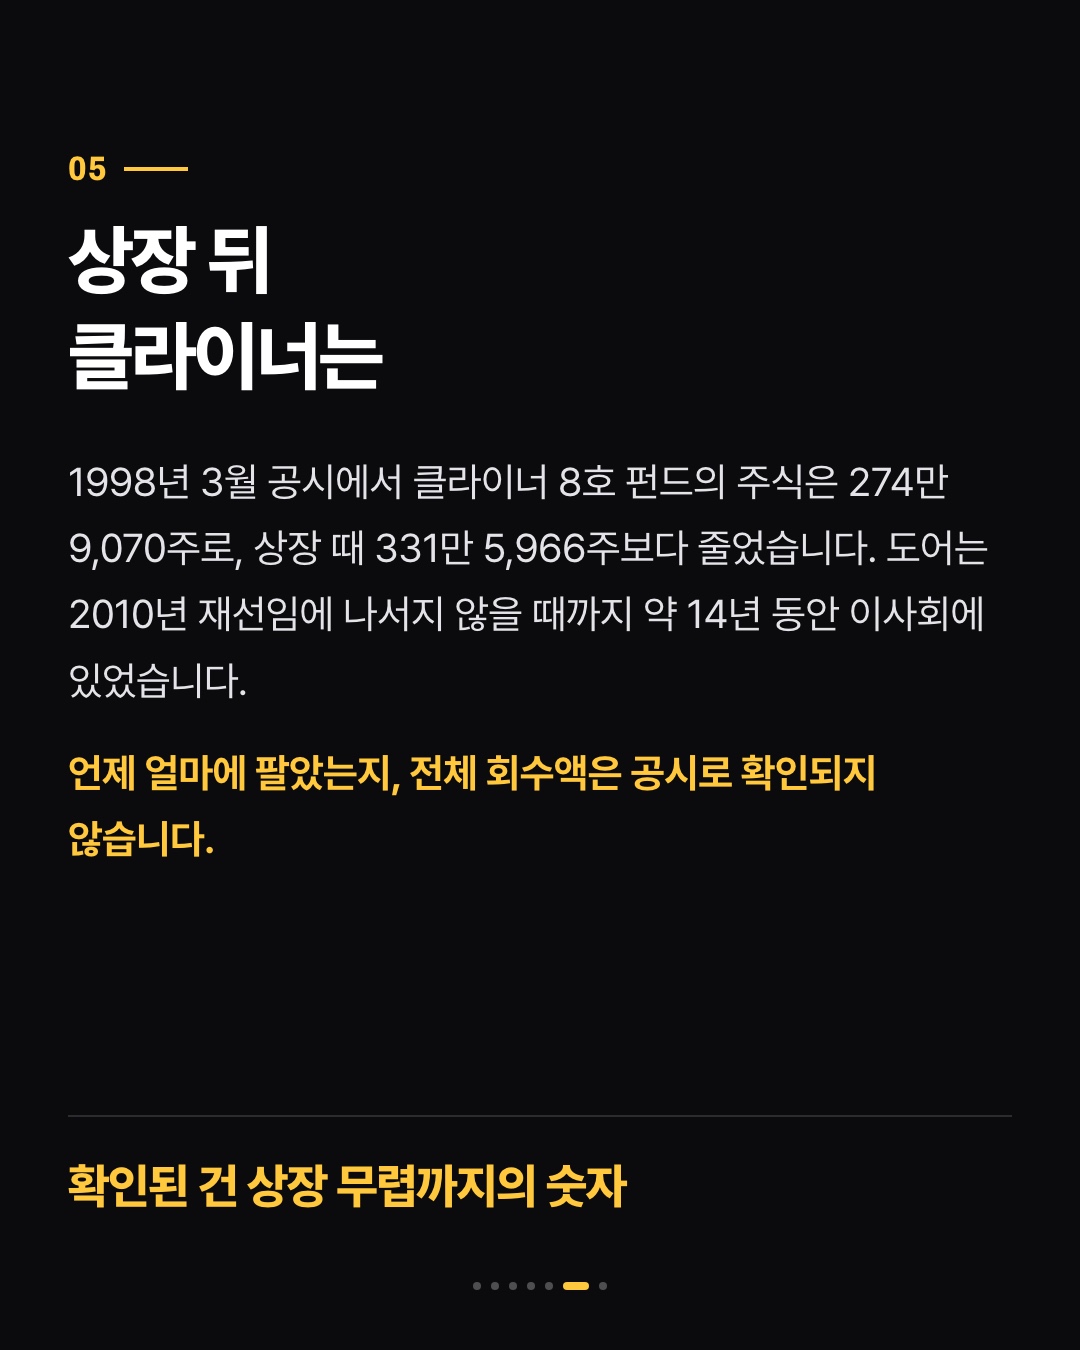 05
상장 뒤
클라이너는
1998년 3월 공시에서 클라이너 8호 펀드의 주식은 274만
9,070주로, 상장 때 331만 5,966주보다 줄었습니다. 도어는
2010년 재선임에 나서지 않을 때까지 약 14년 동안 이사회에
있었습니다.
언제 얼마에 팔았는지, 전체 회수액은 공시로 확인되지
않습니다.
확인된 건 상장 무렵까지의 숫자